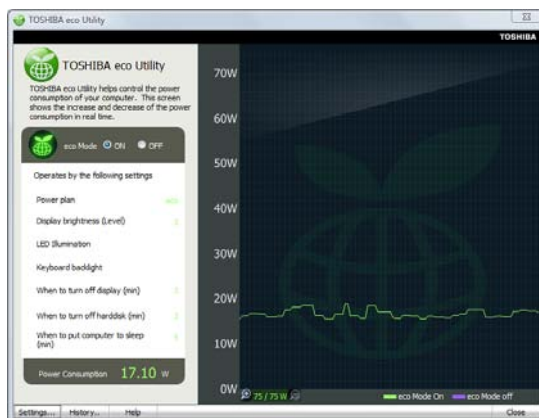 TOSHIBA eco Utility
TOSHIBA
TOSHIBA eco Utility
TOSHIBA eco Utility helps control the power
consumption of your computer. This screen
shows the increase and decrease of the power
consumption in real time.
eco Mode ON OFF
Operates by the following settings
Power plan eco
Display brightness (Level)
LED Illumination
Keyboard backlight
When to turn off display (min)
When to turn off harddisk (min)
When to put computer to sleep
(min)
Power Consumption 17.10 W
70W
60W
50W
40W
30W
20W
10W
0W
75 / 75 W
eco Mode On
eco Mode off
Settings...
History...
Help
Close